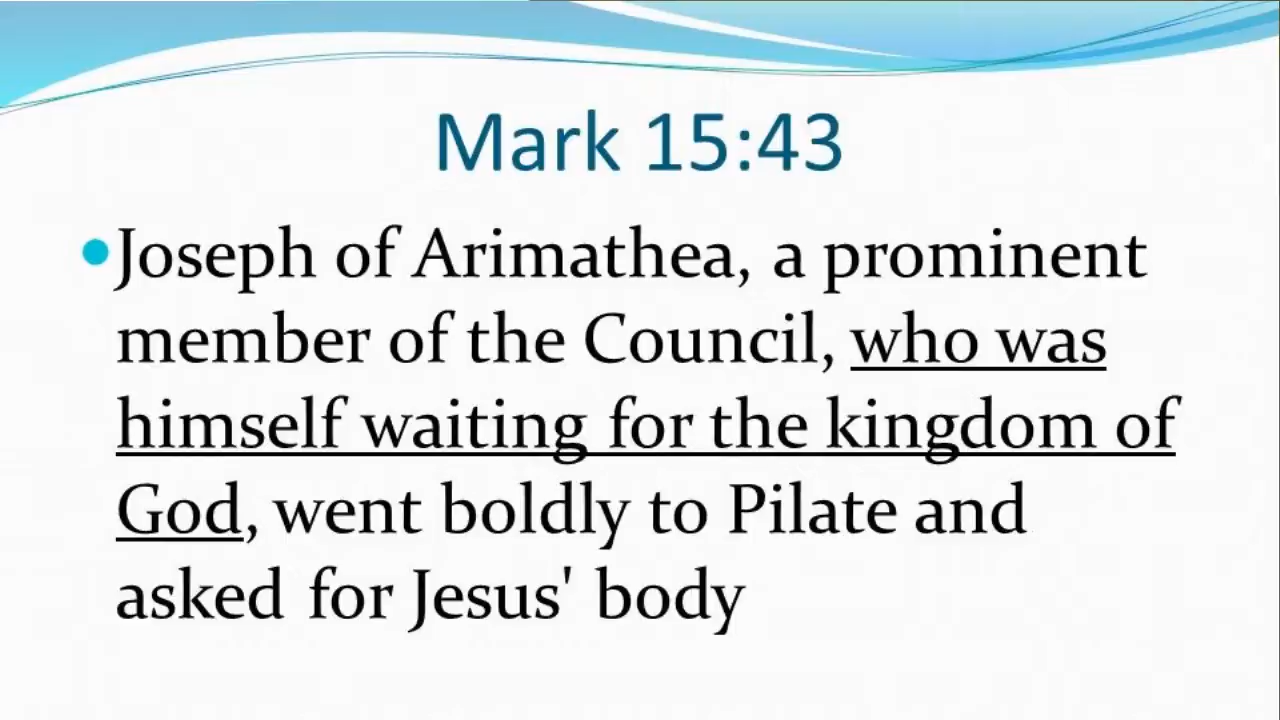 Mark 15:43
•Joseph of Arimathea, a prominent
member of the Council, who was
himself waiting for the kingdom of
God, went boldly to Pilate and
asked for Jesus' body